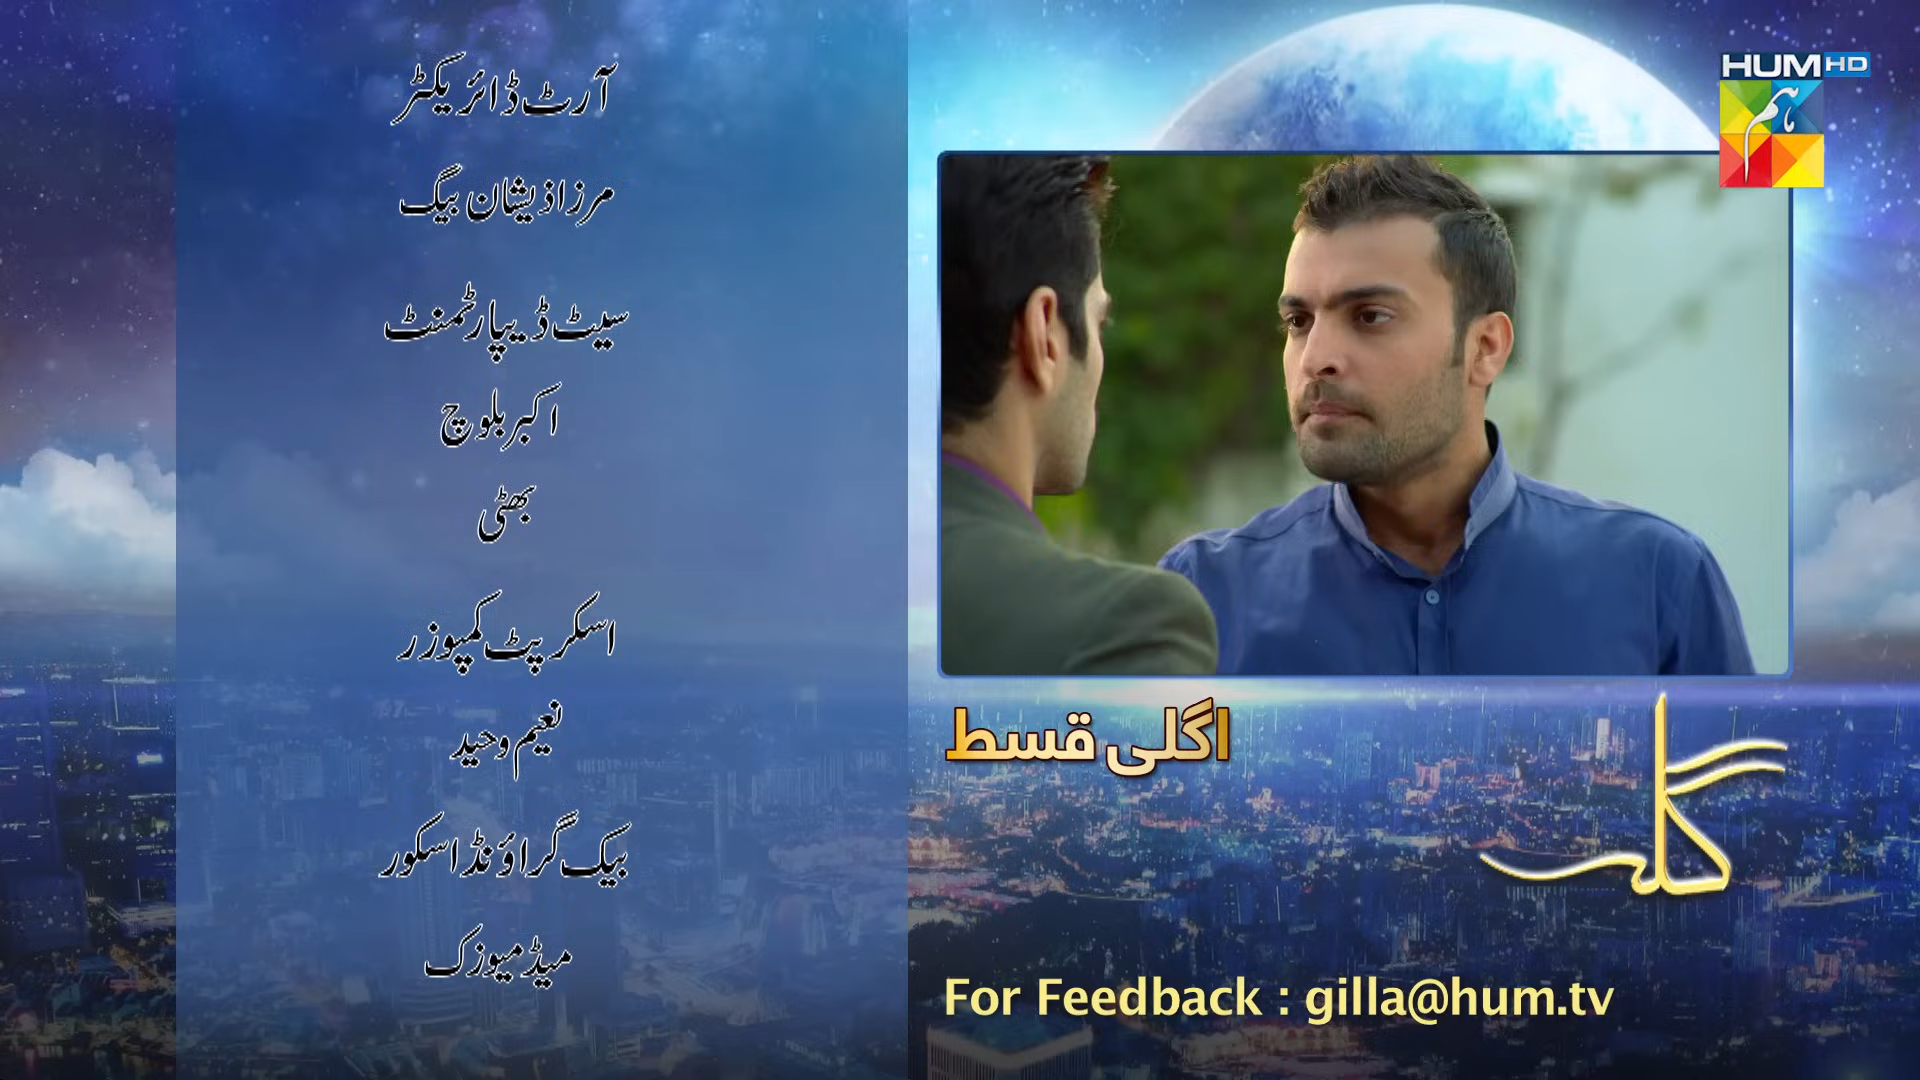 آرٹ ڈائریکٹر
مرزا ذیشان بیگ
سیٹ ڈیپارٹمنٹ
اکبر بلوچ
بھٹی
اسکرپٹ کمپوزر
نعیم وحید
بیک گراؤنڈ اسکور
میڈ میوزک
HUM HD
ہم
اگلی قسط
گلہ
For Feedback : gilla@hum.tv